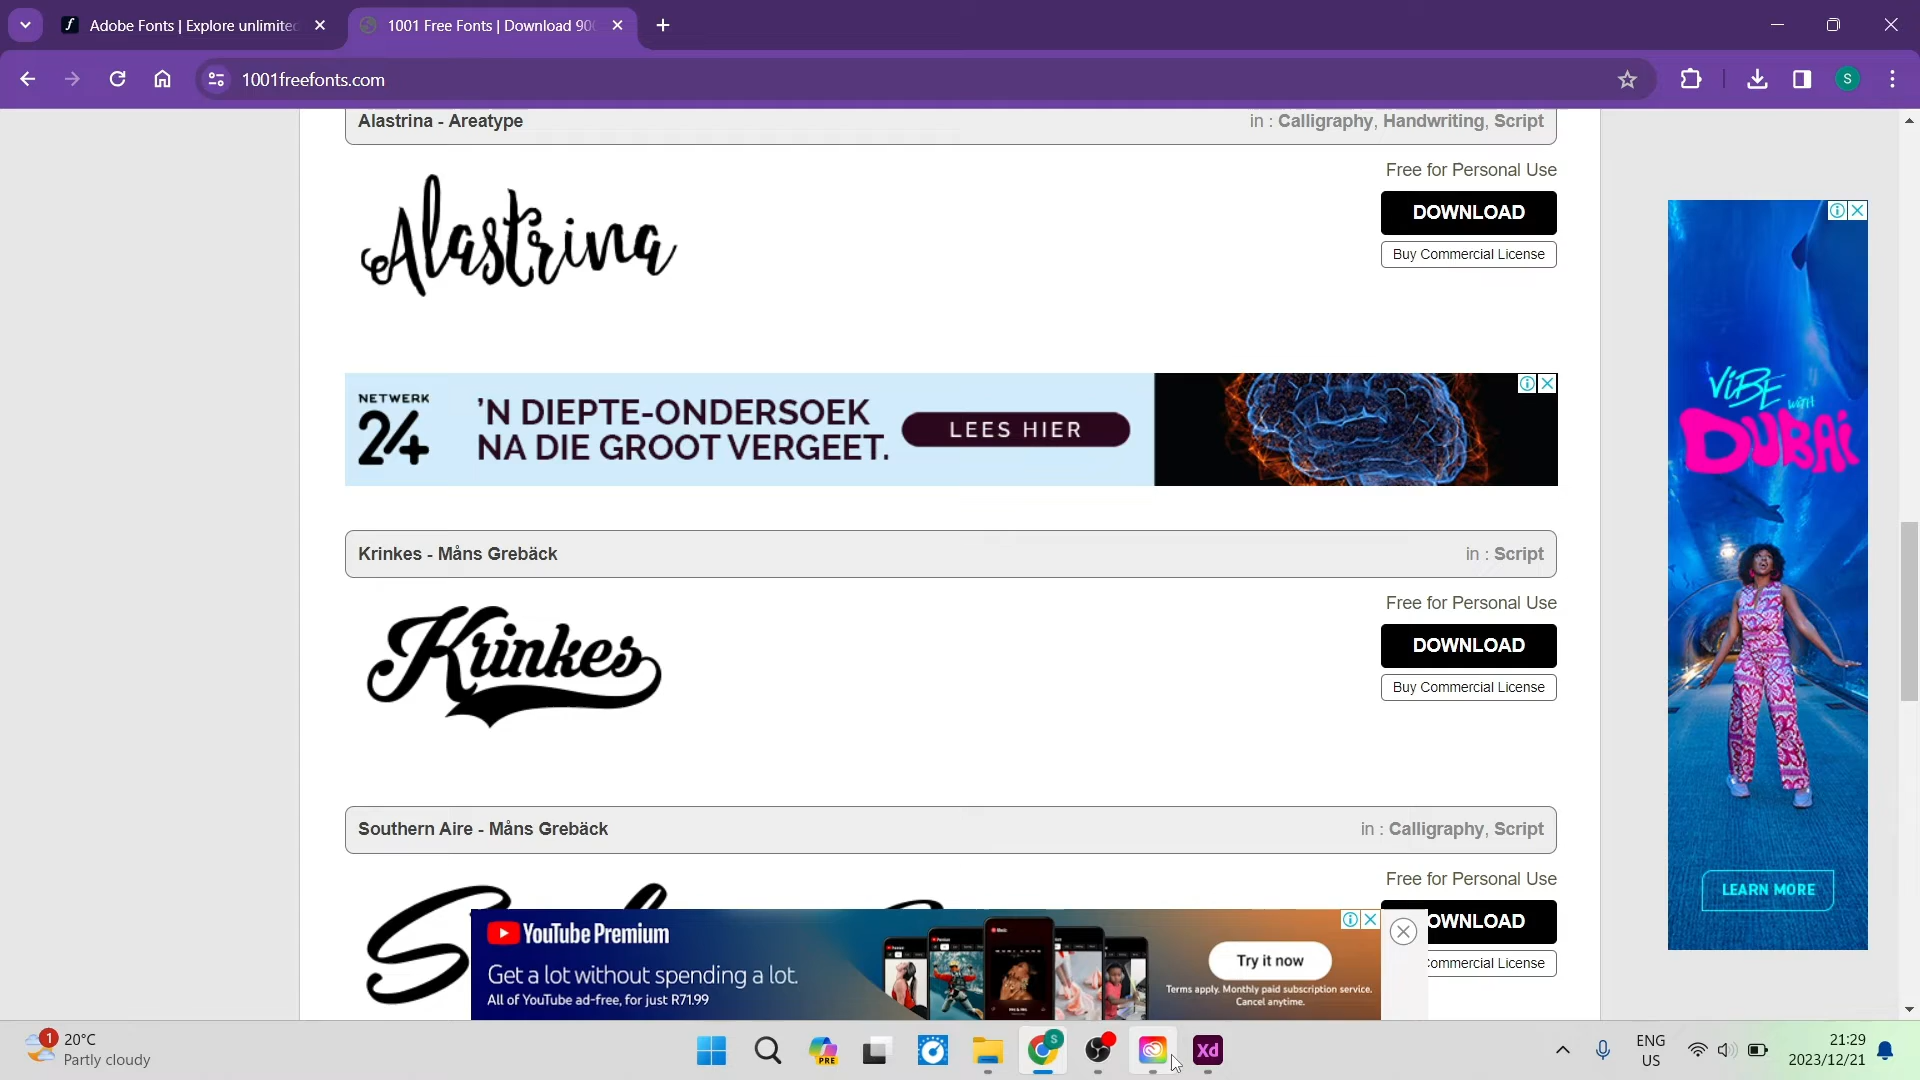 Adobe Fonts | Explore unlimited
1001 Free Fonts | Download 90
1001freefonts.com
S
Alastrina - Areatype
in : Calligraphy, Handwriting, Script
Free for Personal Use
Alastrina
DOWNLOAD
Buy Commercial License
NETWERK
24
'N DIEPTE-ONDERSOEK
NA DIE GROOT VERGEET.
LEES HIER
ViBE
with
DUBAi
LEARN MORE
Krinkes - Måns Grebäck
in : Script
Free for Personal Use
Krinkes
DOWNLOAD
Buy Commercial License
Southern Aire - Måns Grebäck
in : Calligraphy, Script
Free for Personal Use
OWNLOAD
ommercial License
YouTube Premium
Get a lot without spending a lot.
All of YouTube ad-free, for just R71.99
Try it now
Terms apply. Monthly paid subscription service.
Cancel anytime.
1
20°C
Partly cloudy
PRE
S
Xd
ENG
US
21:29
2023/12/21